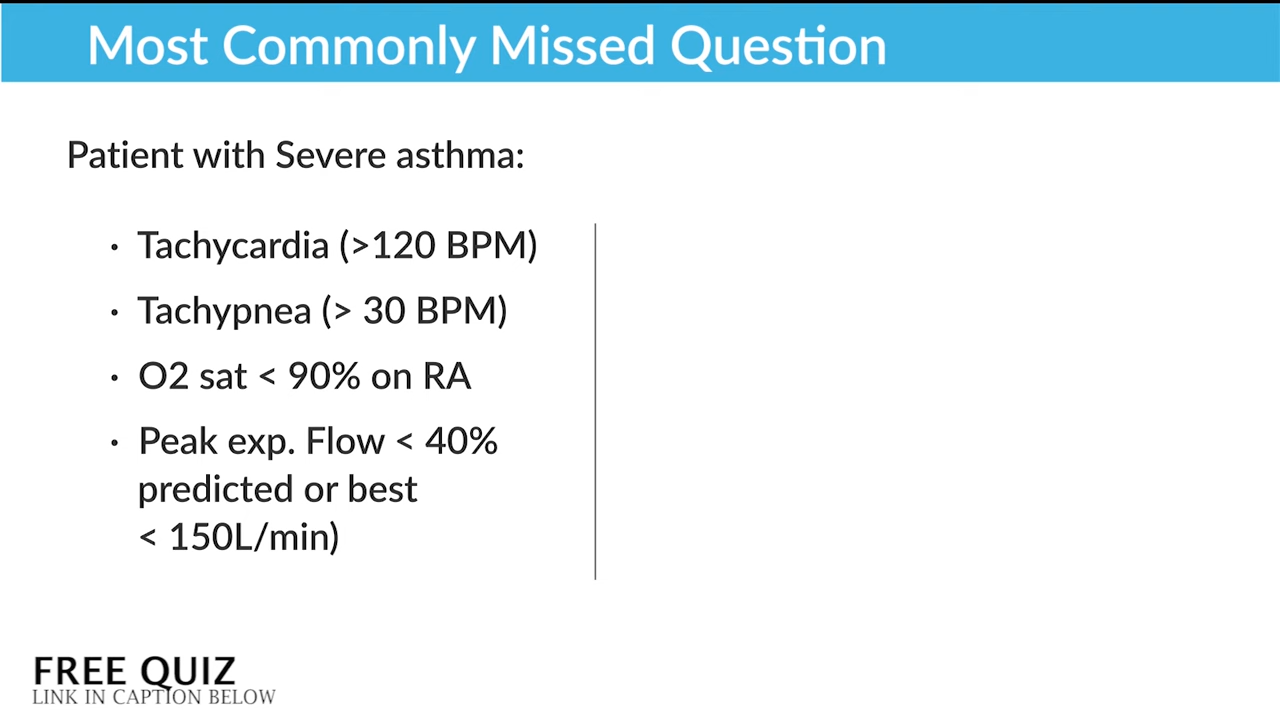 Most Commonly Missed Question
Patient with Severe asthma:
· Tachycardia (>120 BPM)
· Tachypnea (> 30 BPM)
· O2 sat < 90% on RA
· Peak exp. Flow < 40%
predicted or best
< 150L/min)
FREE QUIZ
LINK IN CAPTION BELOW